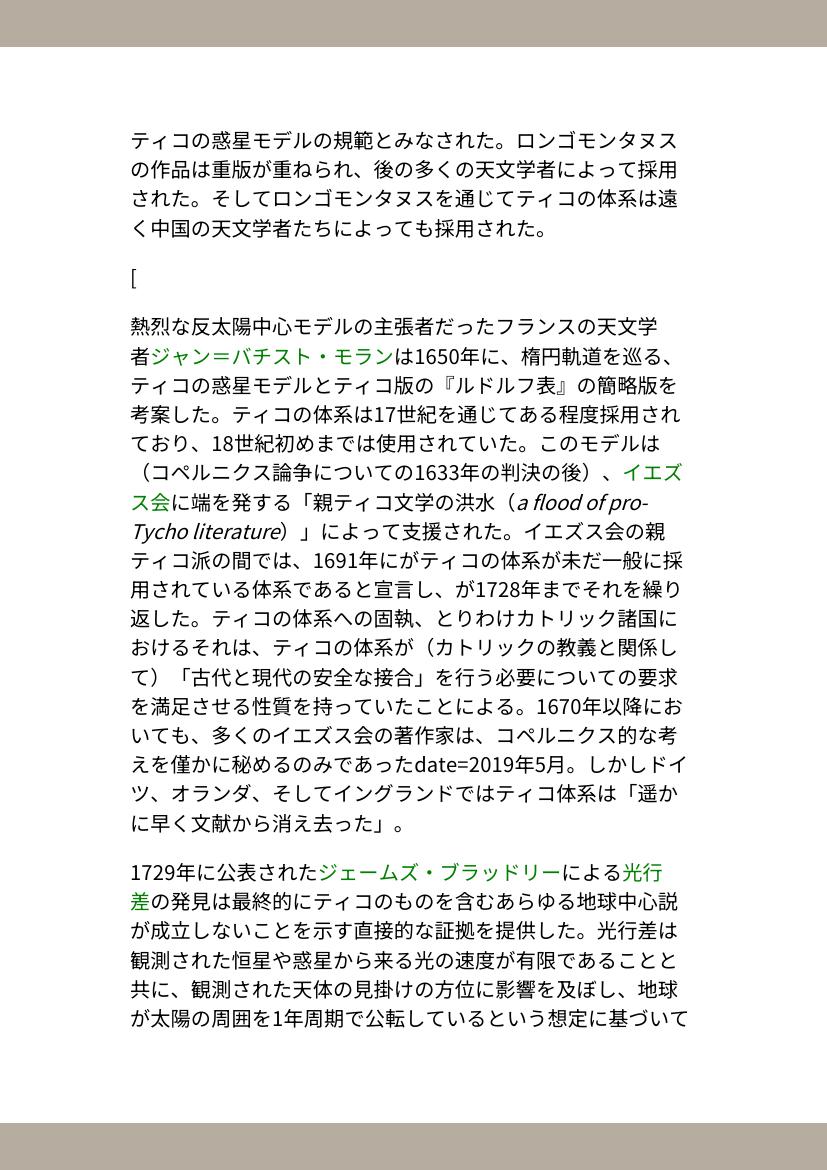 ティコの惑星モデルの規範とみなされた。ロンゴモンタヌス
の作品は重版が重ねられ、後の多くの天文学者によって採用
された。そしてロンゴモンタヌスを通じてティコの体系は遠
く中国の天文学者たちによっても採用された。
[
熱烈な反太陽中心モデルの主張者だったフランスの天文学
者ジャン＝バチスト・モランは1650年に、楕円軌道を巡る、
ティコの惑星モデルとティコ版の『ルドルフ表』の簡略版を
考案した。ティコの体系は17世紀を通じてある程度採用され
ており、18世紀初めまでは使用されていた。このモデルは
（コペルニクス論争についての1633年の判決の後）、イエズ
ス会に端を発する「親ティコ文学の洪水（a flood of pro-
Tycho literature）」によって支援された。イエズス会の親
ティコ派の間では、1691年にがティコの体系が未だ一般に採
用されている体系であると宣言し、が1728年までそれを繰り
返した。ティコの体系への固執、とりわけカトリック諸国に
おけるそれは、ティコの体系が（カトリックの教義と関係し
て）「古代と現代の安全な接合」を行う必要についての要求
を満足させる性質を持っていたことによる。1670年以降にお
いても、多くのイエズス会の著作家は、コペルニクス的な考
えを僅かに秘めるのみであったdate=2019年5月。しかしドイ
ツ、オランダ、そしてイングランドではティコ体系は「遥か
に早く文献から消え去った」。
1729年に公表されたジェームズ・ブラッドリーによる光行
差の発見は最終的にティコのものを含むあらゆる地球中心説
が成立しないことを示す直接的な証拠を提供した。光行差は
観測された恒星や惑星から来る光の速度が有限であることと
共に、観測された天体の見掛けの方位に影響を及ぼし、地球
が太陽の周囲を1年周期で公転しているという想定に基づいて